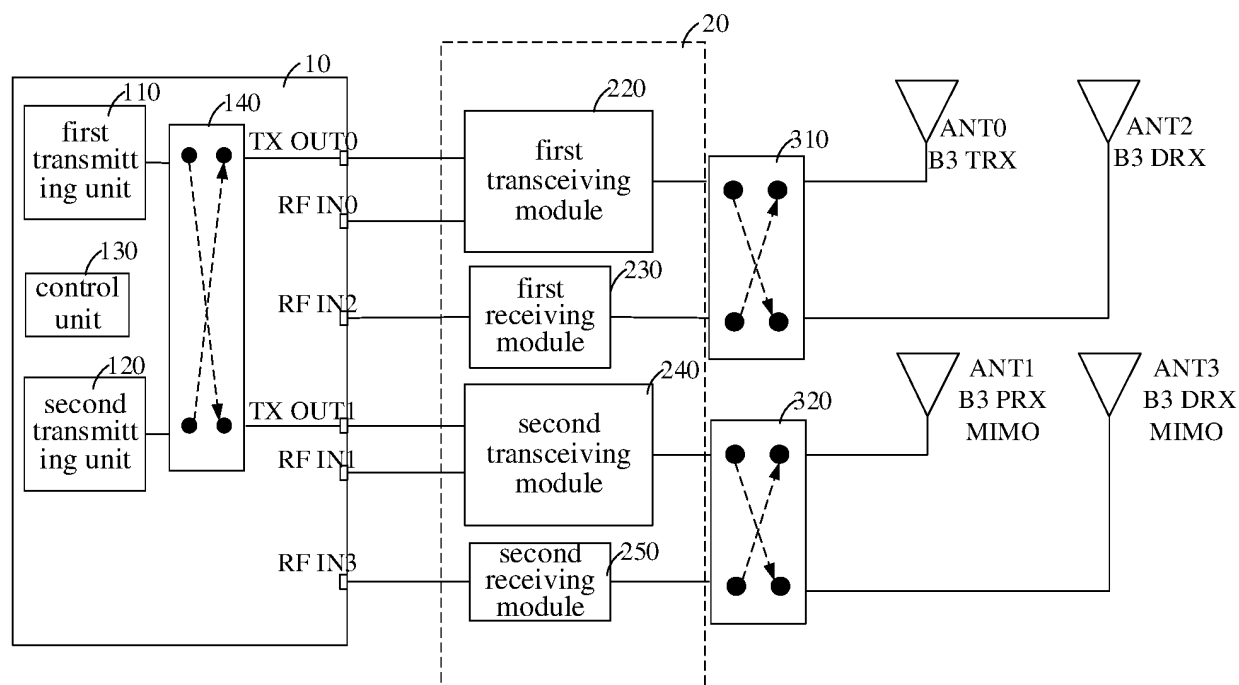 20
10
110
first
transmitt
ing unit
140
TX OUT0
RF IN0
130
control
unit
RF IN2
120
second
transmitt
ing unit
TX OUT1
RF IN1
RF IN3
220
first
transceiving
module
230
first
receiving
module
240
second
transceiving
module
second
receiving
module
250
310
320
ANT0
B3 TRX
ANT2
B3 DRX
ANT1
B3 PRX
MIMO
ANT3
B3 DRX
MIMO